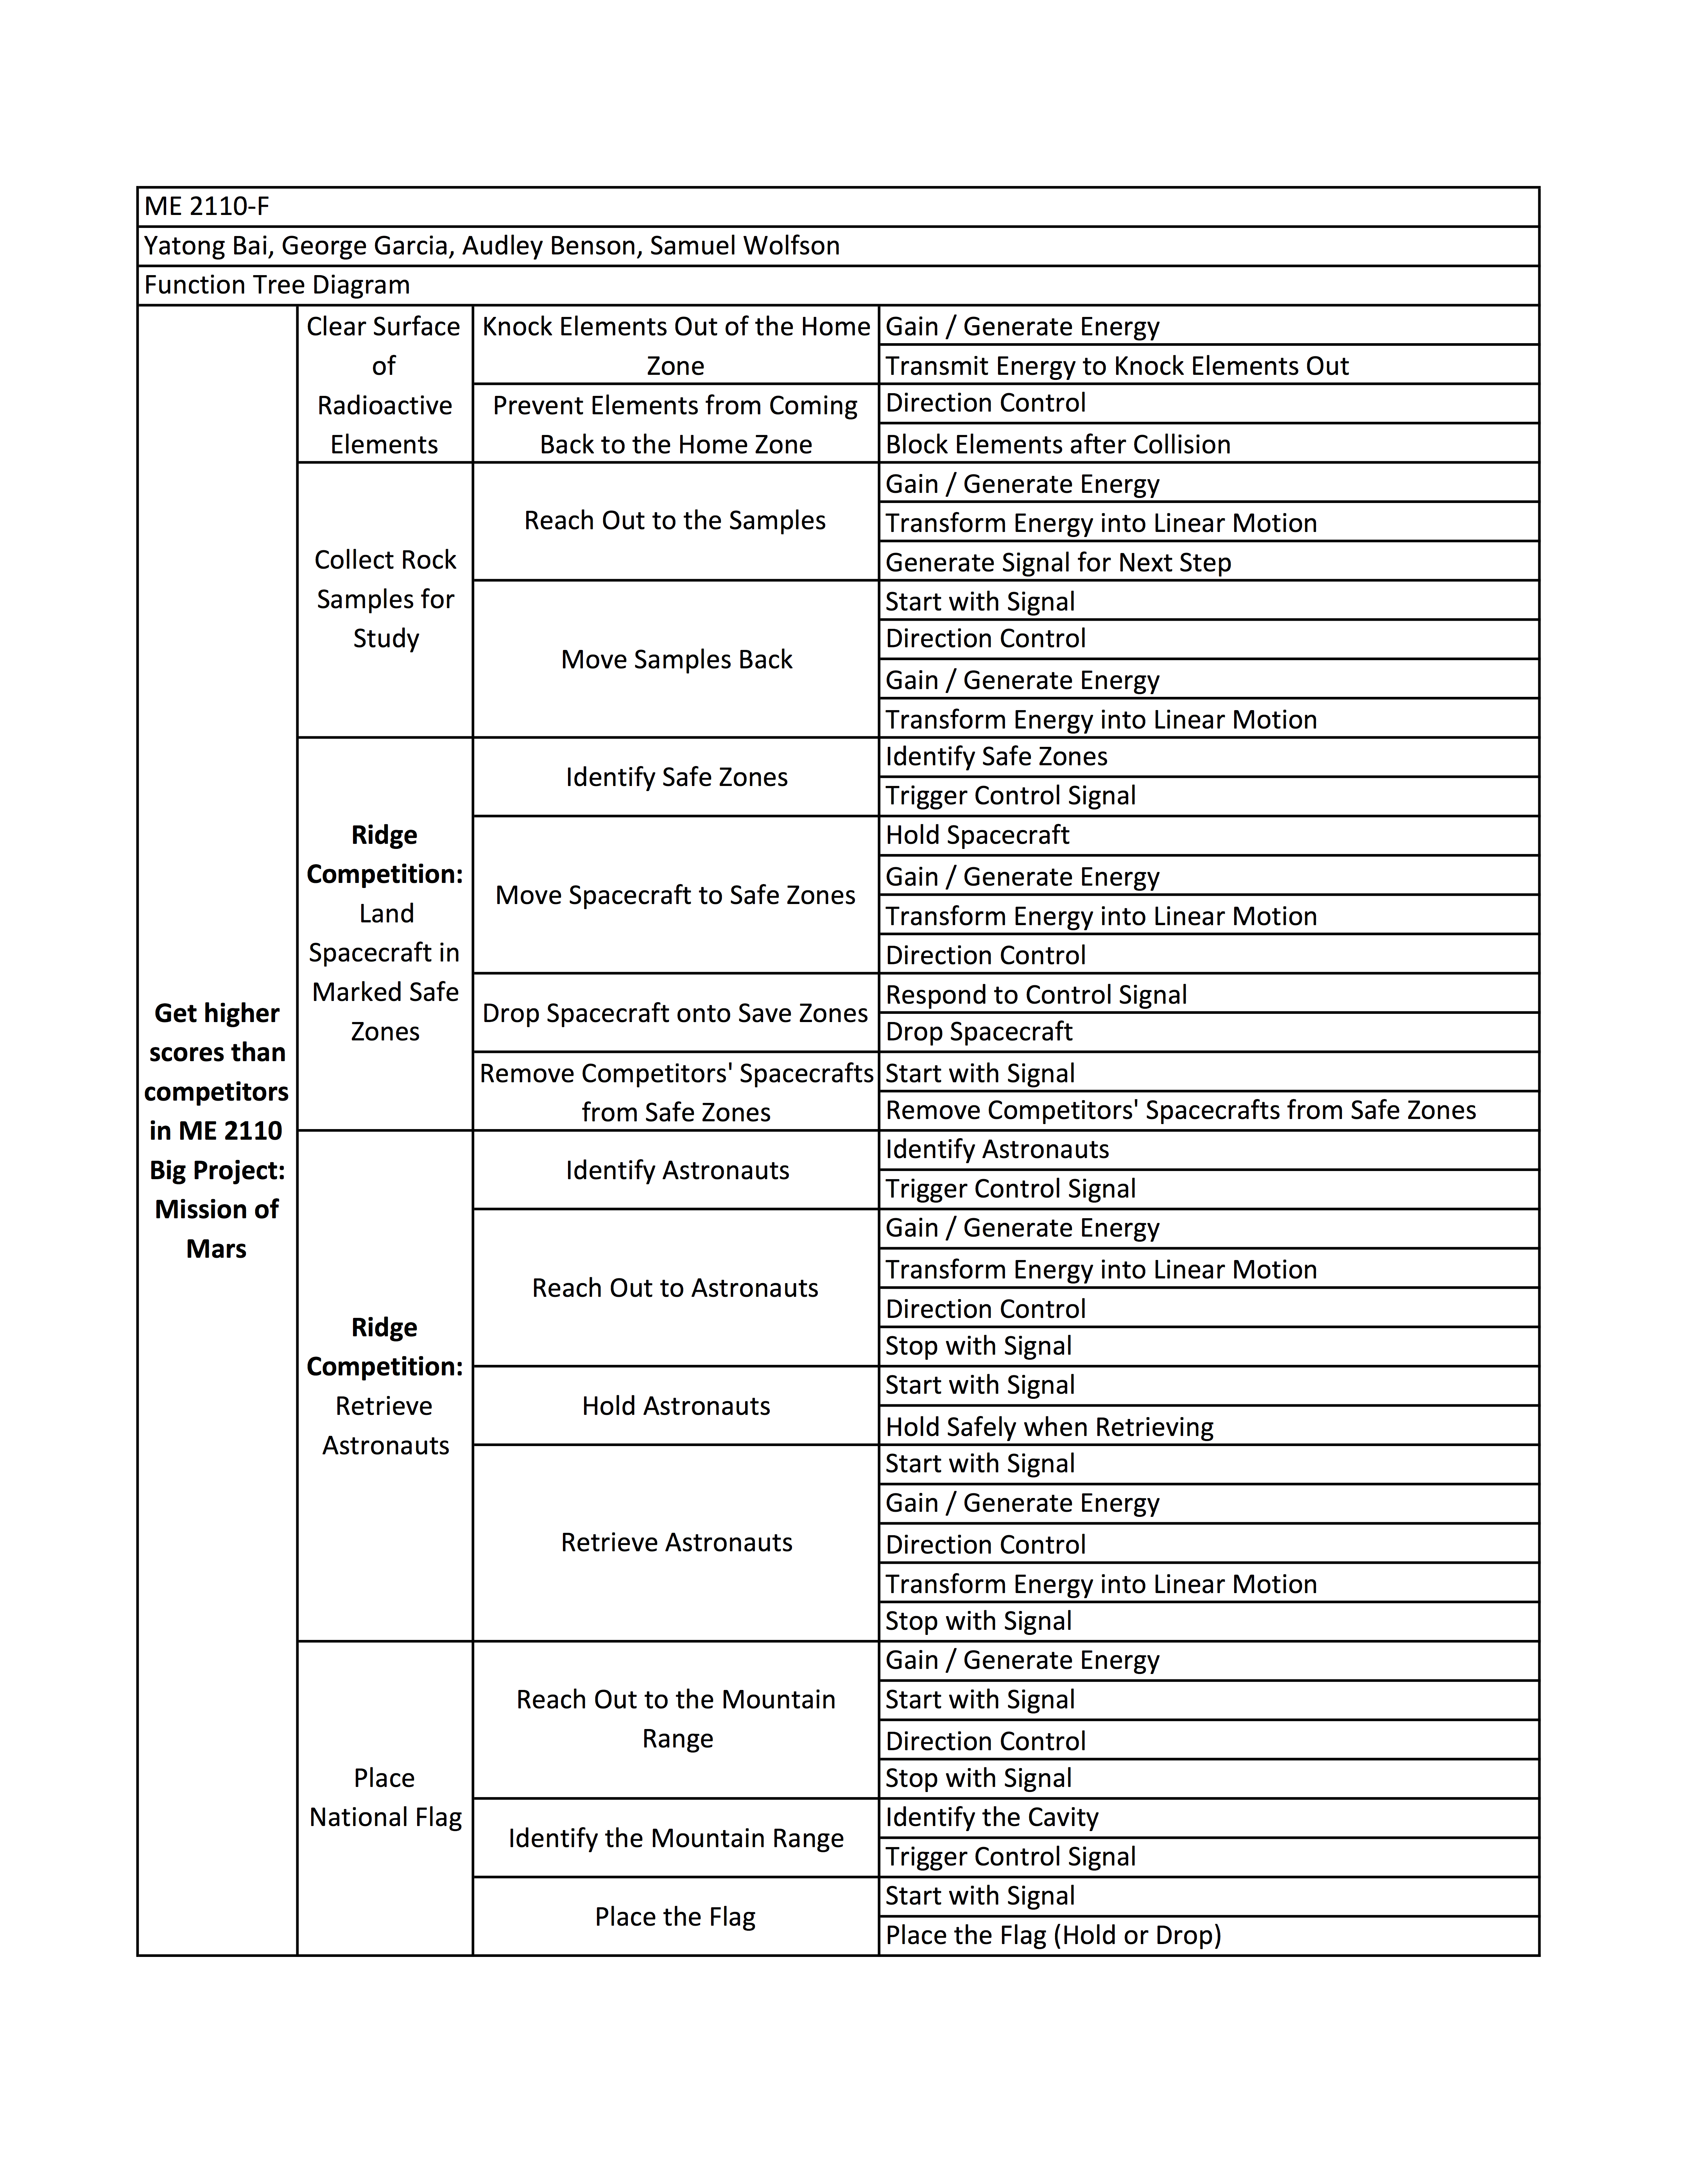 ME 2110-F
Yatong Bai, George Garcia, Audley Benson, Samuel Wolfson
Function Tree Diagram
Get higher
scores than
competitors
in ME 2110
Big Project:
Mission of
Mars
Clear Surface
of
Radioactive
Elements
Knock Elements Out of the Home
Zone
Gain / Generate Energy
Transmit Energy to Knock Elements Out
Prevent Elements from Coming
Back to the Home Zone
Direction Control
Block Elements after Collision
Collect Rock
Samples for
Study
Reach Out to the Samples
Gain / Generate Energy
Transform Energy into Linear Motion
Generate Signal for Next Step
Move Samples Back
Start with Signal
Direction Control
Gain / Generate Energy
Transform Energy into Linear Motion
Ridge
Competition:
Land
Spacecraft in
Marked Safe
Zones
Identify Safe Zones
Identify Safe Zones
Trigger Control Signal
Move Spacecraft to Safe Zones
Hold Spacecraft
Gain / Generate Energy
Transform Energy into Linear Motion
Direction Control
Drop Spacecraft onto Save Zones
Respond to Control Signal
Drop Spacecraft
Remove Competitors' Spacecrafts
from Safe Zones
Start with Signal
Remove Competitors' Spacecrafts from Safe Zones
Ridge
Competition:
Retrieve
Astronauts
Identify Astronauts
Identify Astronauts
Trigger Control Signal
Reach Out to Astronauts
Gain / Generate Energy
Transform Energy into Linear Motion
Direction Control
Stop with Signal
Hold Astronauts
Start with Signal
Hold Safely when Retrieving
Retrieve Astronauts
Start with Signal
Gain / Generate Energy
Direction Control
Transform Energy into Linear Motion
Stop with Signal
Place
National Flag
Reach Out to the Mountain
Range
Gain / Generate Energy
Start with Signal
Direction Control
Stop with Signal
Identify the Mountain Range
Identify the Cavity
Trigger Control Signal
Place the Flag
Start with Signal
Place the Flag (Hold or Drop)